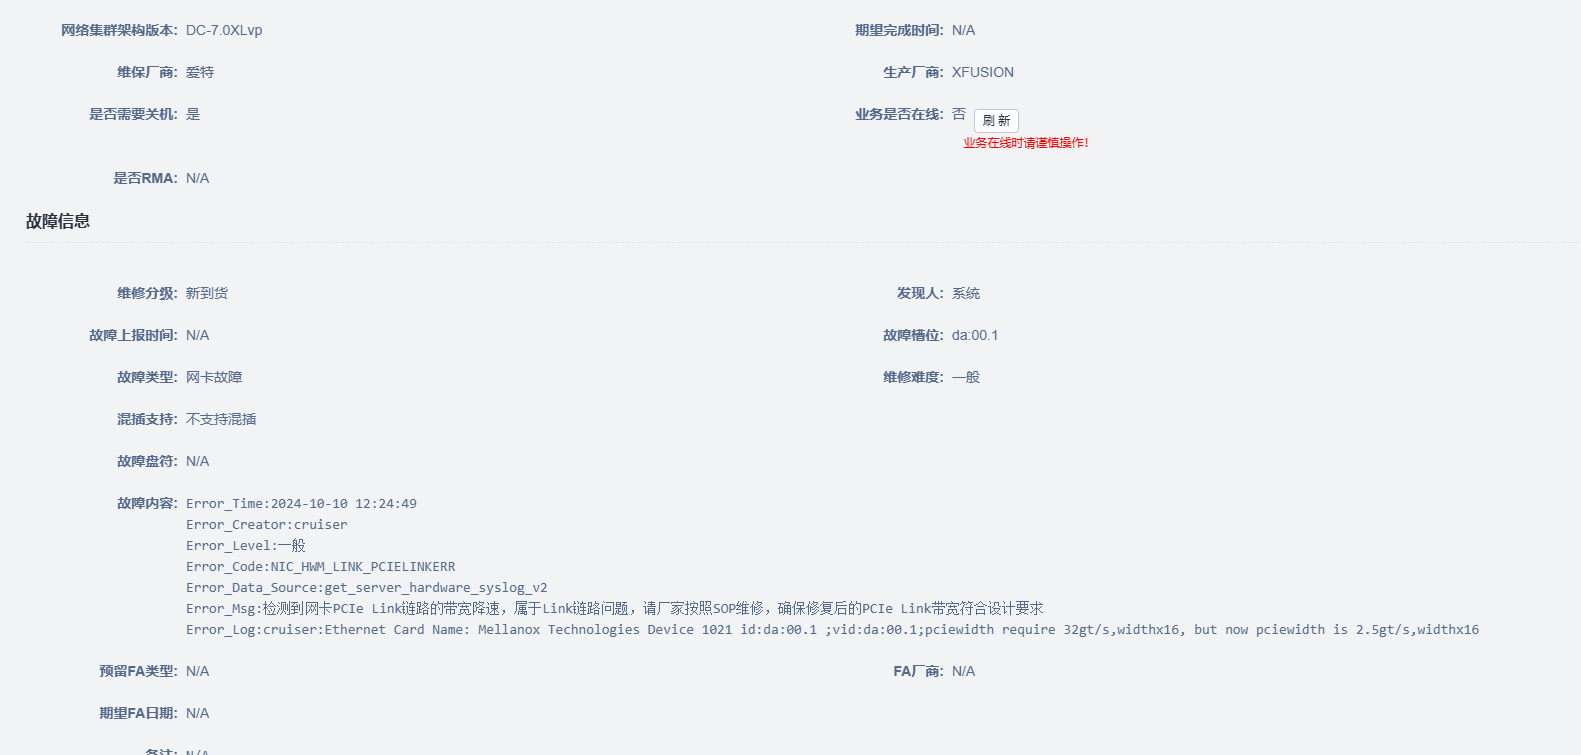 网络集群架构版本: DC-7.0XLvp 期望完成时间: N/A
维保厂商: 爱特 生产厂商: XFUSION
是否需要关机: 是 业务是否在线: 否 刷 新
业务在线时请谨慎操作!
是否RMA: N/A
故障信息
维修分级: 新到货 发现人: 系统
故障上报时间: N/A 故障槽位: da:00.1
故障类型: 网卡故障 维修难度: 一般
混插支持: 不支持混插
故障盘符: N/A
故障内容: Error_Time:2024-10-10 12:24:49
Error_Creator:cruiser
Error_Level:一般
Error_Code:NIC_HWM_LINK_PCIELINKERR
Error_Data_Source:get_server_hardware_syslog_v2
Error_Msg:检测到网卡PCIe Link链路的带宽降速，属于Link链路问题，请厂家按照SOP维修，确保修复后的PCIe Link带宽符合设计要求
Error_Log:cruiser:Ethernet Card Name: Mellanox Technologies Device 1021 id:da:00.1 ;vid:da:00.1;pciewidth require 32gt/s,widthx16, but now pciewidth is 2.5gt/s,widthx16
预留FA类型: N/A FA厂商: N/A
期望FA日期: N/A
备注: N/A